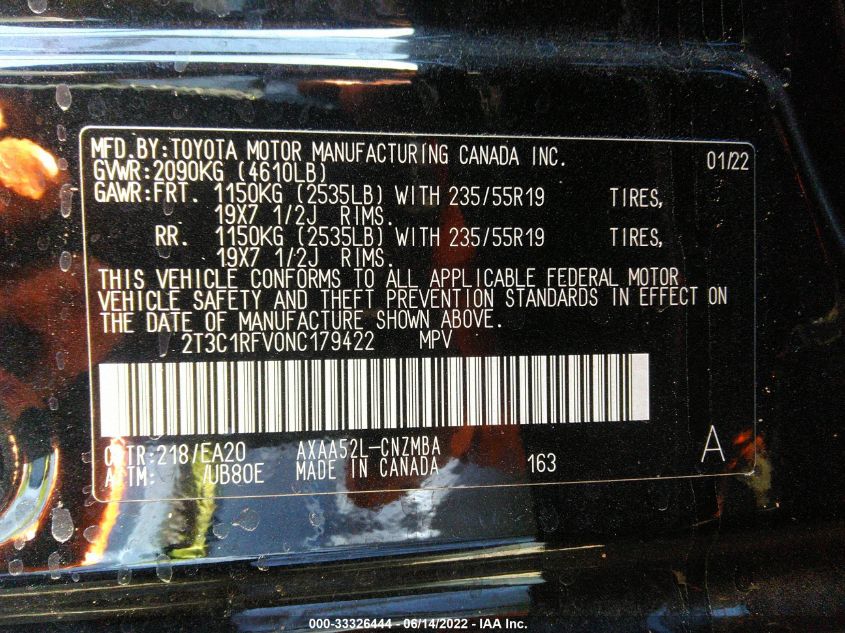 MFD.BY:TOYOTA MOTOR MANUFACTURING CANADA INC. 01/22
GVWR:2090KG (4610LB)
GAWR:FRT. 1150KG (2535LB) WITH 235/55R19 TIRES,
19X7 1/2J RIMS.
RR. 1150KG (2535LB) WITH 235/55R19 TIRES,
19X7 1/2J RIMS.
THIS VEHICLE CONFORMS TO ALL APPLICABLE FEDERAL MOTOR
VEHICLE SAFETY AND THEFT PREVENTION STANDARDS IN EFFECT ON
THE DATE OF MANUFACTURE SHOWN ABOVE.
2T3C1RFV0NC179422 MPV
C/TR:218/EA20 AXAA52L-CNZMBA
A/TM: /UB80E MADE IN CANADA 163 A
000-33326444 - 06/14/2022 - IAA Inc.